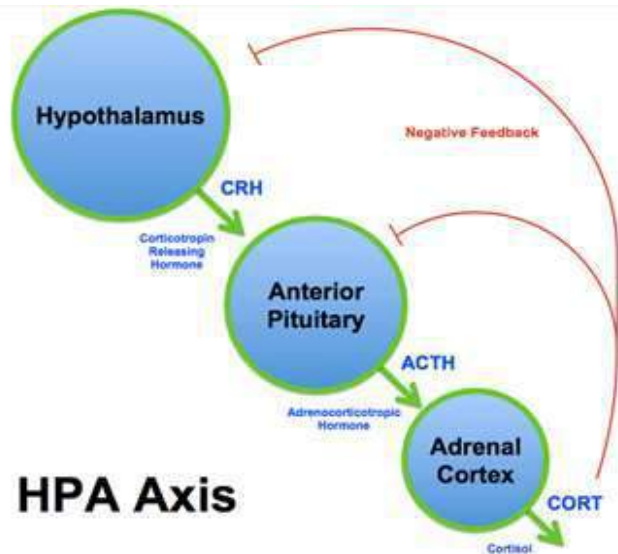 Hypothalamus
Negative Feedback
CRH
Corticotropin
Releasing
Hormone
Anterior
Pituitary
ACTH
Adrenocorticotropic
Hormone
Adrenal
Cortex
HPA Axis
CORT
Cortisol